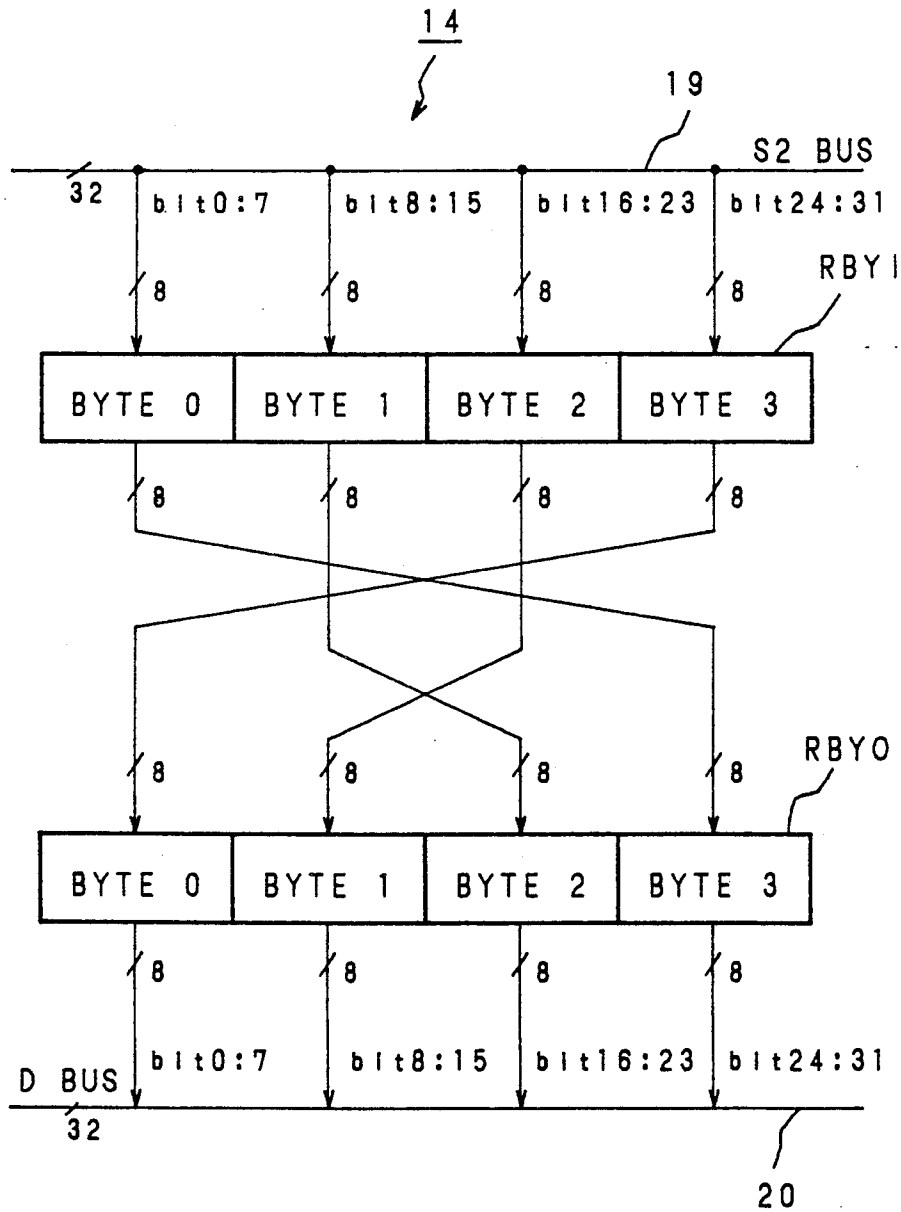 14
19
S2 BUS
32
bit0:7 bit8:15 bit16:23 bit24:31
RBYI
8 8 8 8
BYTE 0 BYTE 1 BYTE 2 BYTE 3
8 8 8 8
RBYO
8 8 8 8
BYTE 0 BYTE 1 BYTE 2 BYTE 3
8 8 8 8
bit0:7 bit8:15 bit16:23 bit24:31
D BUS
32
20